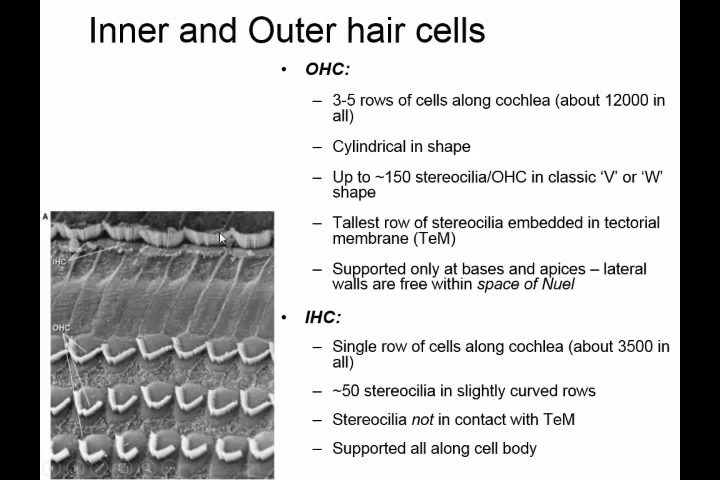 Inner and Outer hair cells
• OHC:
– 3-5 rows of cells along cochlea (about 12000 in
all)
– Cylindrical in shape
– Up to ~150 stereocilia/OHC in classic ‘V’ or ‘W’
shape
– Tallest row of stereocilia embedded in tectorial
membrane (TeM)
– Supported only at bases and apices – lateral
walls are free within space of Nuel
• IHC:
– Single row of cells along cochlea (about 3500 in
all)
– ~50 stereocilia in slightly curved rows
– Stereocilia not in contact with TeM
– Supported all along cell body
A
IHC
OHC